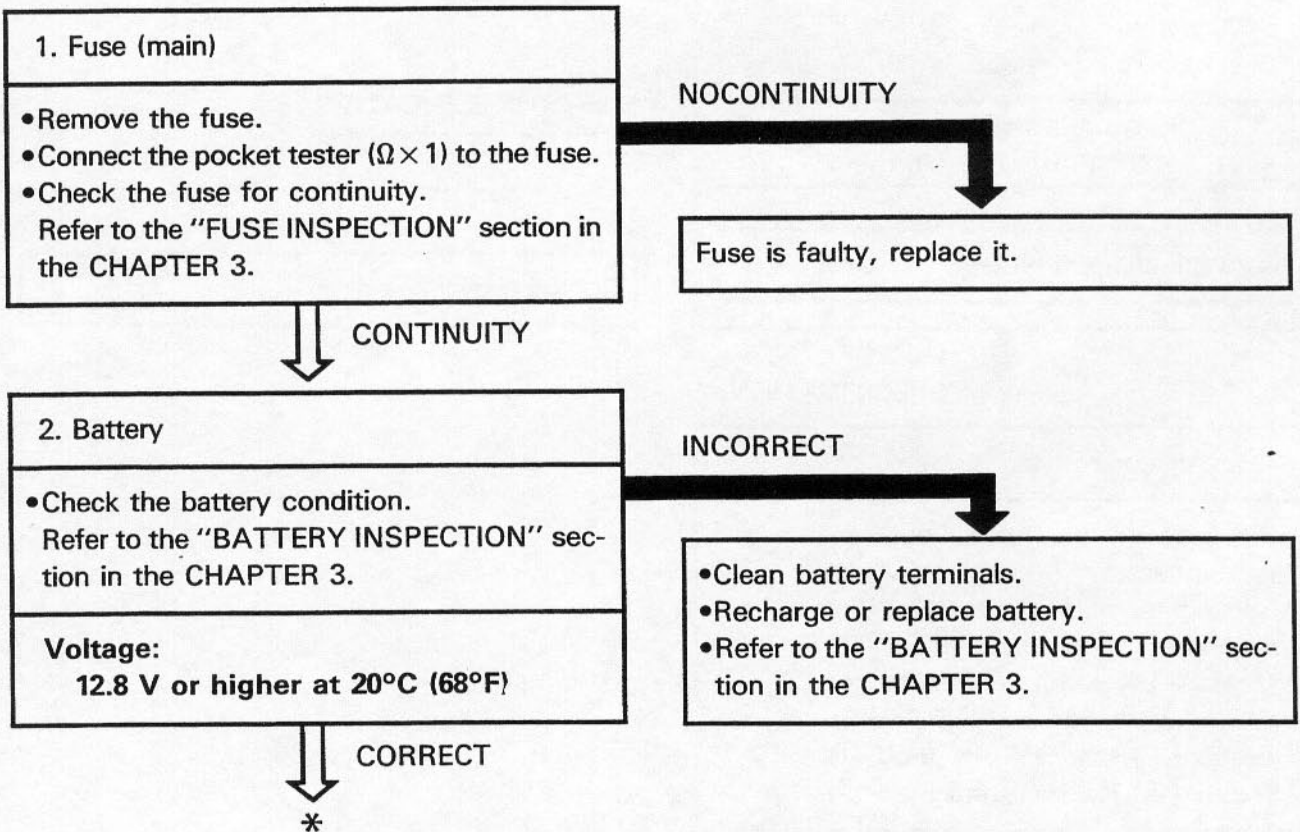 1. Fuse (main)
•Remove the fuse.
•Connect the pocket tester (Ω × 1) to the fuse.
•Check the fuse for continuity.
Refer to the "FUSE INSPECTION" section in
the CHAPTER 3.
NOCONTINUITY
Fuse is faulty, replace it.
CONTINUITY
2. Battery
•Check the battery condition.
Refer to the "BATTERY INSPECTION" sec-
tion in the CHAPTER 3.
Voltage:
12.8 V or higher at 20°C (68°F)
INCORRECT
•Clean battery terminals.
•Recharge or replace battery.
•Refer to the "BATTERY INSPECTION" sec-
tion in the CHAPTER 3.
CORRECT
*